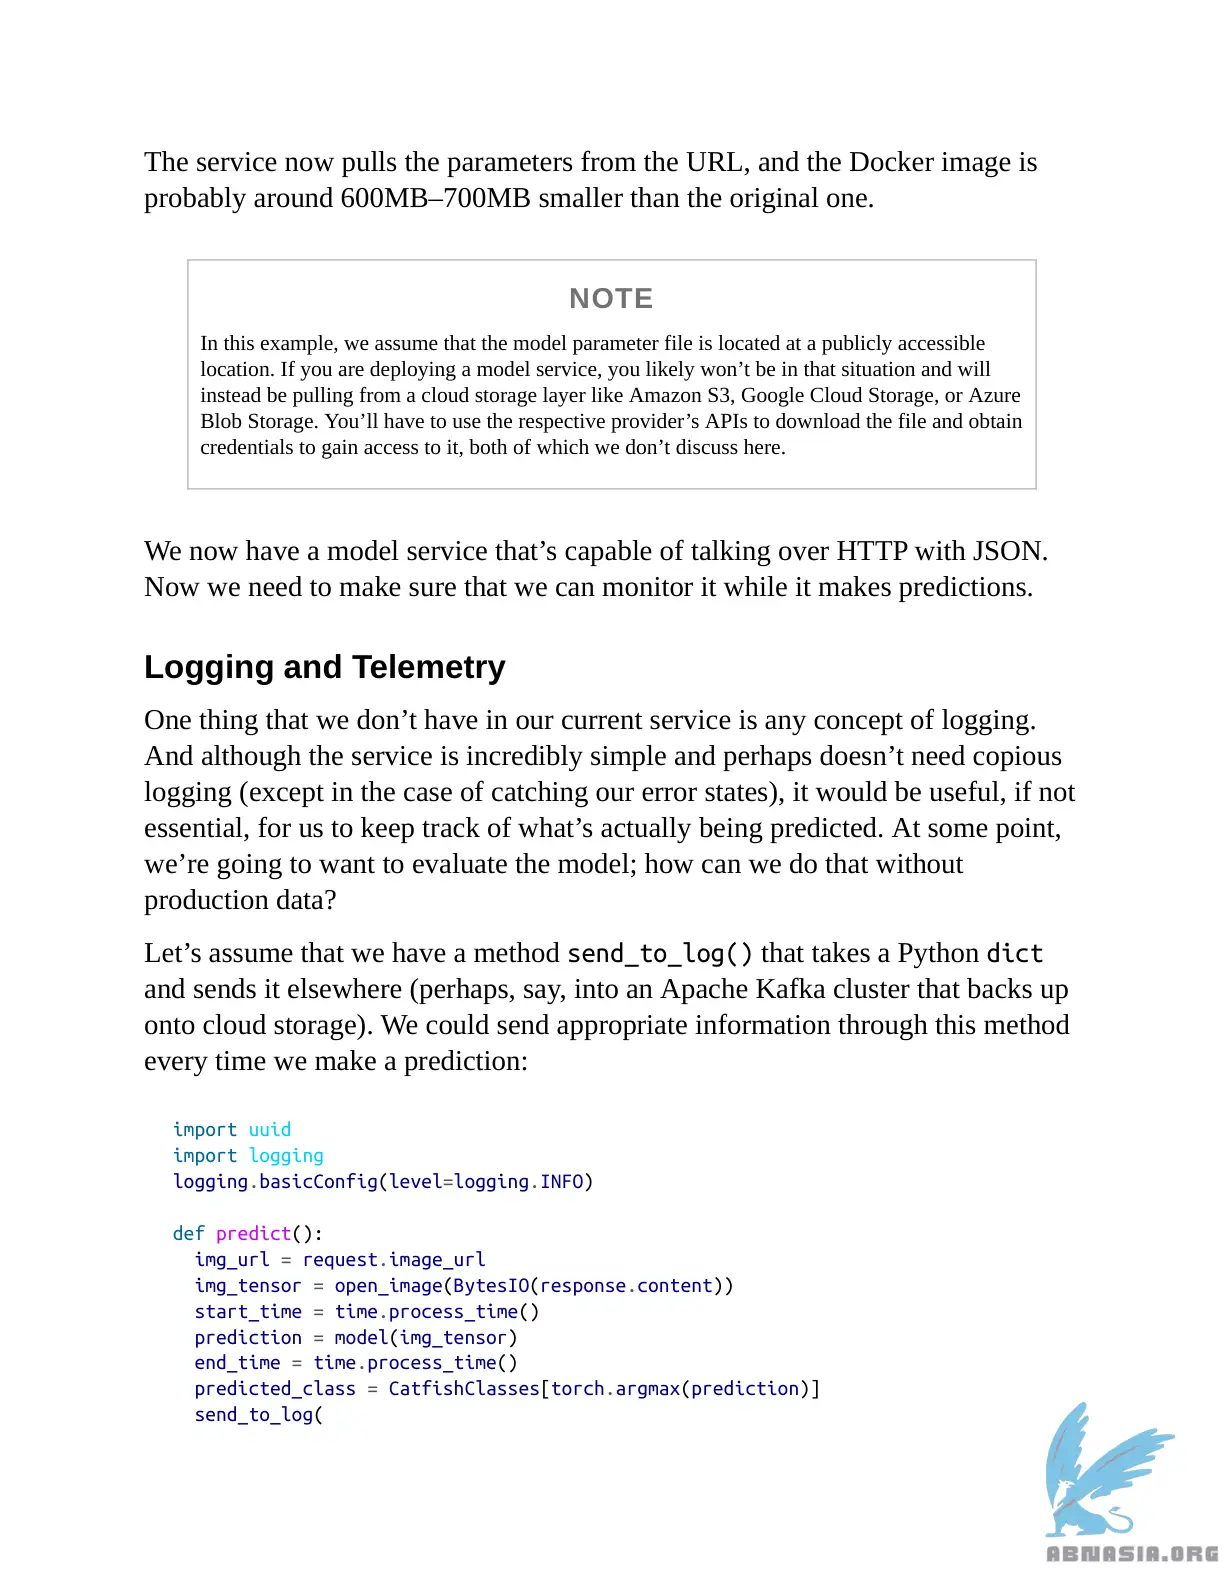 The service now pulls the parameters from the URL, and the Docker image is
probably around 600MB–700MB smaller than the original one.
NOTE
In this example, we assume that the model parameter file is located at a publicly accessible
location. If you are deploying a model service, you likely won’t be in that situation and will
instead be pulling from a cloud storage layer like Amazon S3, Google Cloud Storage, or Azure
Blob Storage. You’ll have to use the respective provider’s APIs to download the file and obtain
credentials to gain access to it, both of which we don’t discuss here.
We now have a model service that’s capable of talking over HTTP with JSON.
Now we need to make sure that we can monitor it while it makes predictions.
Logging and Telemetry
One thing that we don’t have in our current service is any concept of logging.
And although the service is incredibly simple and perhaps doesn’t need copious
logging (except in the case of catching our error states), it would be useful, if not
essential, for us to keep track of what’s actually being predicted. At some point,
we’re going to want to evaluate the model; how can we do that without
production data?
Let’s assume that we have a method send_to_log() that takes a Python dict
and sends it elsewhere (perhaps, say, into an Apache Kafka cluster that backs up
onto cloud storage). We could send appropriate information through this method
every time we make a prediction:
import uuid
import logging
logging.basicConfig(level=logging.INFO)
def predict():
  img_url = request.image_url
  img_tensor = open_image(BytesIO(response.content))
  start_time = time.process_time()
  prediction = model(img_tensor)
  end_time = time.process_time()
  predicted_class = CatfishClasses[torch.argmax(prediction)]
  send_to_log(
ABNASIA.ORG